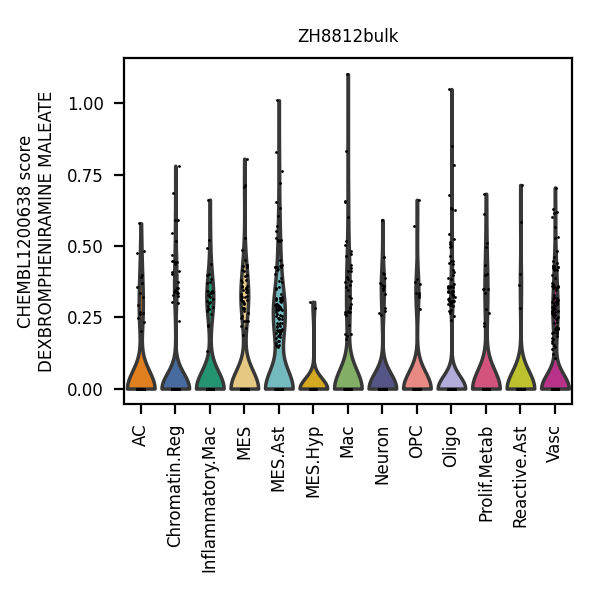 ZH8812bulk
CHEMBL1200638 score
DEXBROMPHENIRAMINE MALEATE
1.00
0.75
0.50
0.25
0.00
AC
Chromatin.Reg
Inflammatory.Mac
MES
MES.Ast
MES.Hyp
Mac
Neuron
OPC
Oligo
Prolif.Metab
Reactive.Ast
Vasc